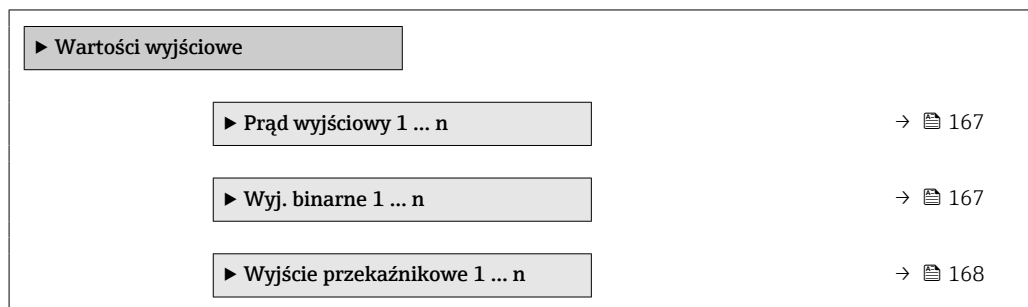 ▶ Wartości wyjściowe
▶ Prąd wyjściowy 1 … n → 167
▶ Wyj. binarne 1 … n → 167
▶ Wyjście przekaźnikowe 1 … n → 168